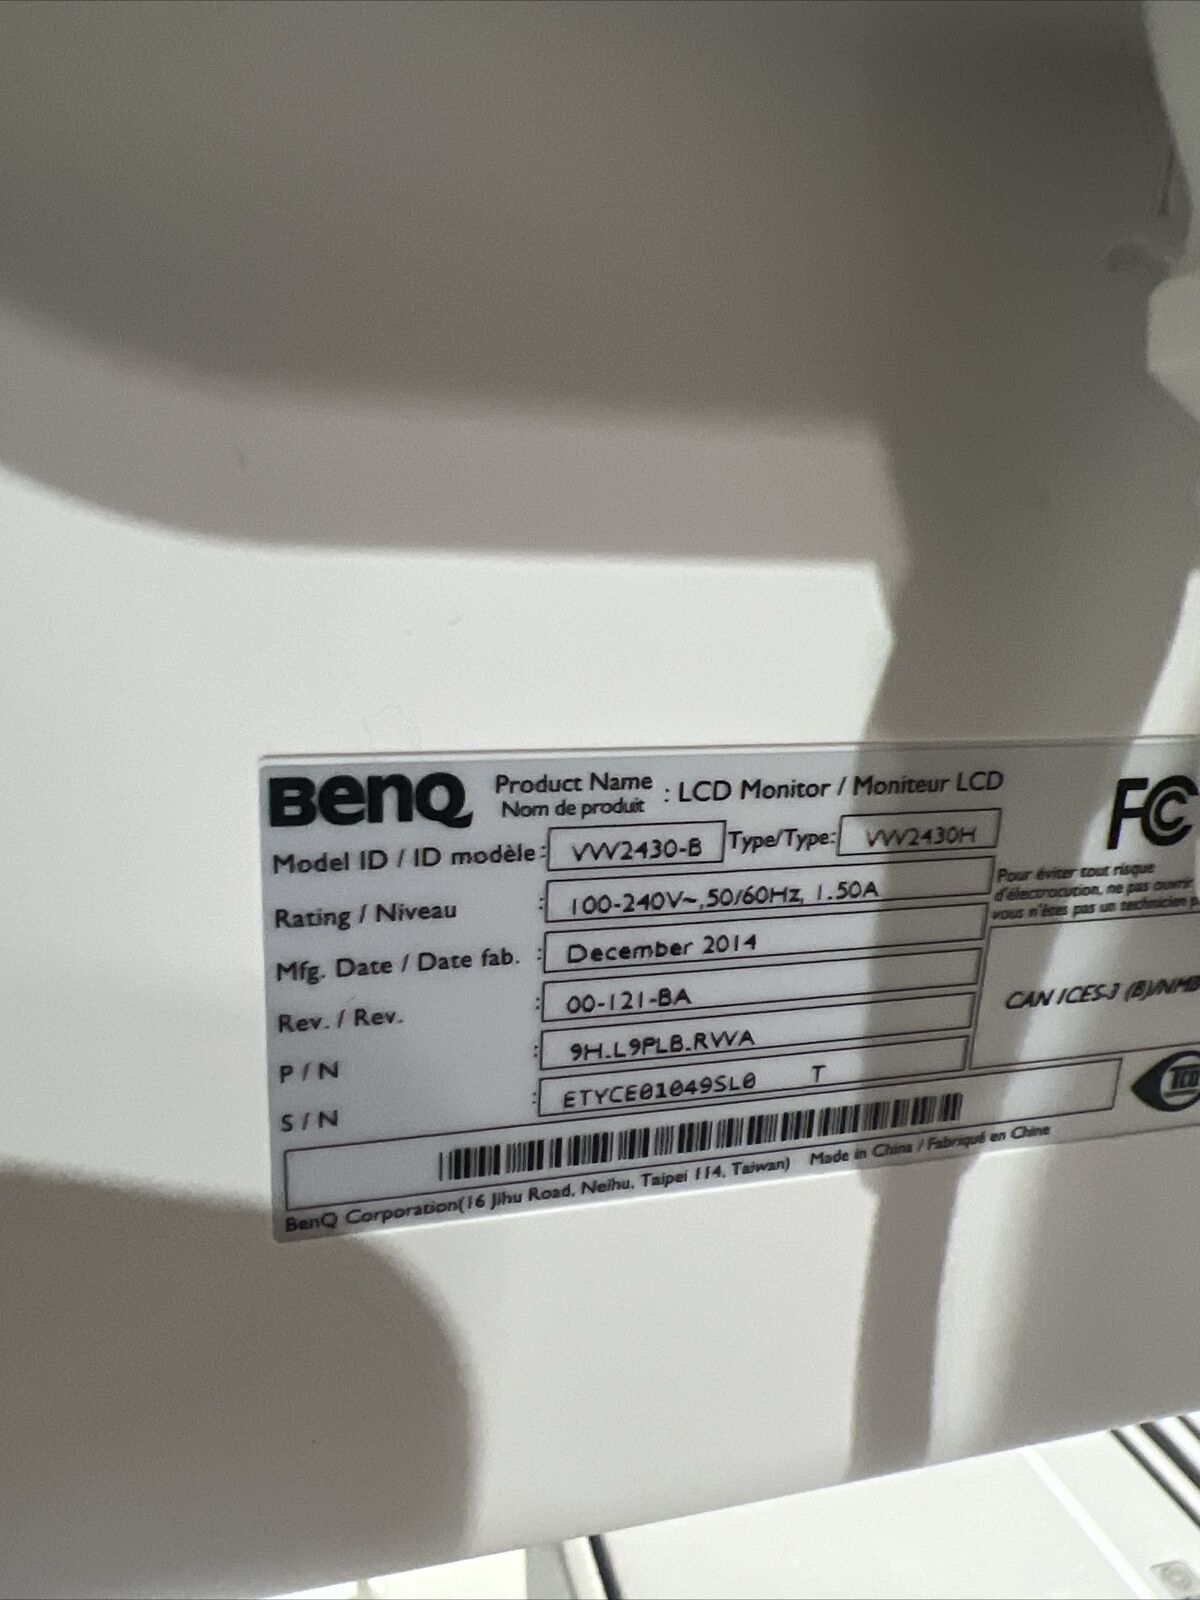 BenQ
Product Name
Nom de produit : LCD Monitor / Moniteur LCD
FC
Model ID / ID modèle: VW2430-B Type/Type: VW2430H
Rating / Niveau : 100-240V~, 50/60Hz, 1.50A
Pour éviter tout risque
d'électrocution, ne pas ouvrir
vous n'êtes pas un technicien
Mfg. Date / Date fab. : December 2014
Rev. / Rev. : 00-121-BA
CAN ICES-3 (B)/NMB
P / N : 9H.L9PLB.RWA
S / N : ETYCE01049SL0 T
TCO
BenQ Corporation(16 Jihu Road, Neihu, Taipei 114, Taiwan) Made in China / Fabriqué en Chine